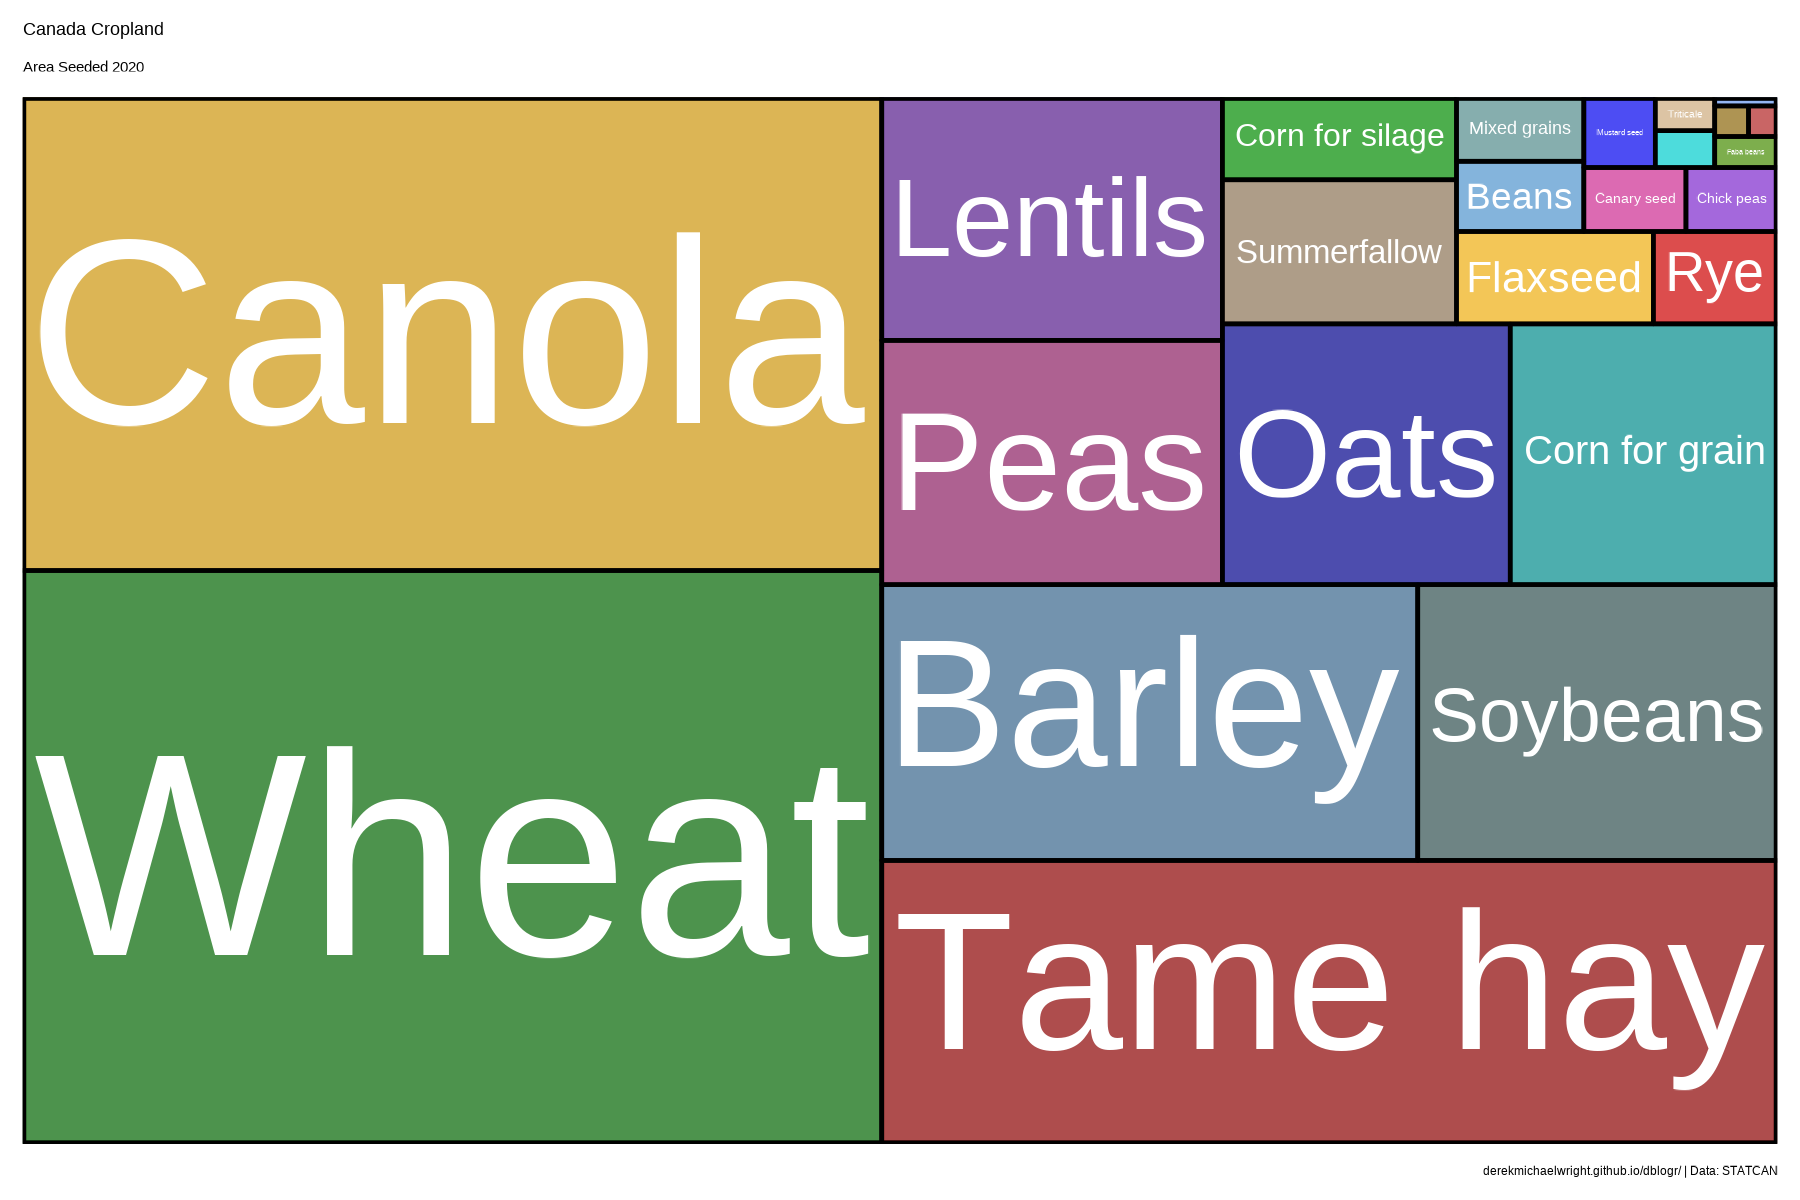 Canada Cropland
Area Seeded 2020
Canola
Wheat
Lentils
Peas
Corn for silage
Summerfallow
Mixed grains
Beans
Mustard seed
Triticale
Faba beans
Canary seed
Chick peas
Flaxseed
Rye
Oats
Corn for grain
Barley
Soybeans
Tame hay
derekmichaelwright.github.io/dblogr/ | Data: STATCAN